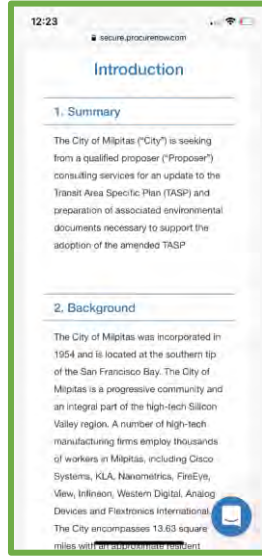 12:23
secure.procurenow.com
Introduction
1. Summary
The City of Milpitas ("City") is seeking
from a qualified proposer ("Proposer")
consulting services for an update to the
Transit Area Specific Plan (TASP) and
preparation of associated environmental
documents necessary to support the
adoption of the amended TASP
2. Background
The City of Milpitas was incorporated in
1954 and is located at the southern tip
of the San Francisco Bay. The City of
Milpitas is a progressive community and
an integral part of the high-tech Silicon
Valley region. A number of high-tech
manufacturing firms employ thousands
of workers in Milpitas, including Cisco
Systems, KLA, Nanometrics, FireEye,
View, Infineon, Western Digital, Analog
Devices and Flextronics International.
The City encompasses 13.63 square
miles with an approximate resident